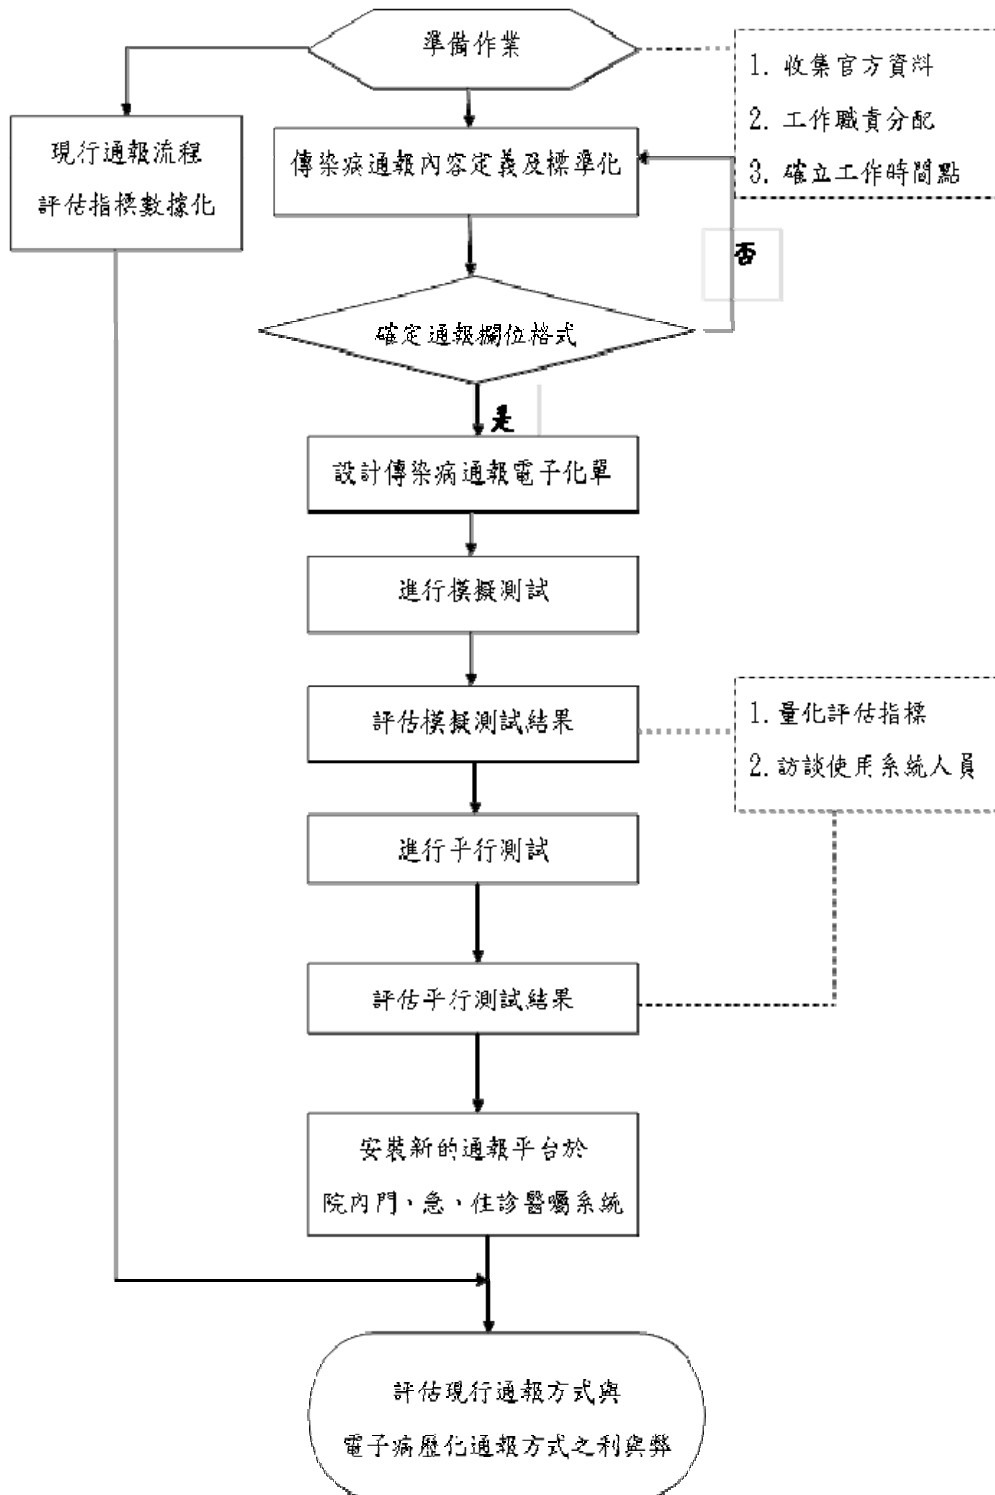 準備作業
1. 收集官方資料
2. 工作職責分配
3. 確立工作時間點
現行通報流程
評估指標數據化
傳染病通報內容定義及標準化
否
確定通報欄位格式
是
設計傳染病通報電子化單
進行模擬測試
評估模擬測試結果
1. 量化評估指標
2. 訪談使用系統人員
進行平行測試
評估平行測試結果
安裝新的通報平台於
院內門、急、住診醫囑系統
評估現行通報方式與
電子病歷化通報方式之利與弊